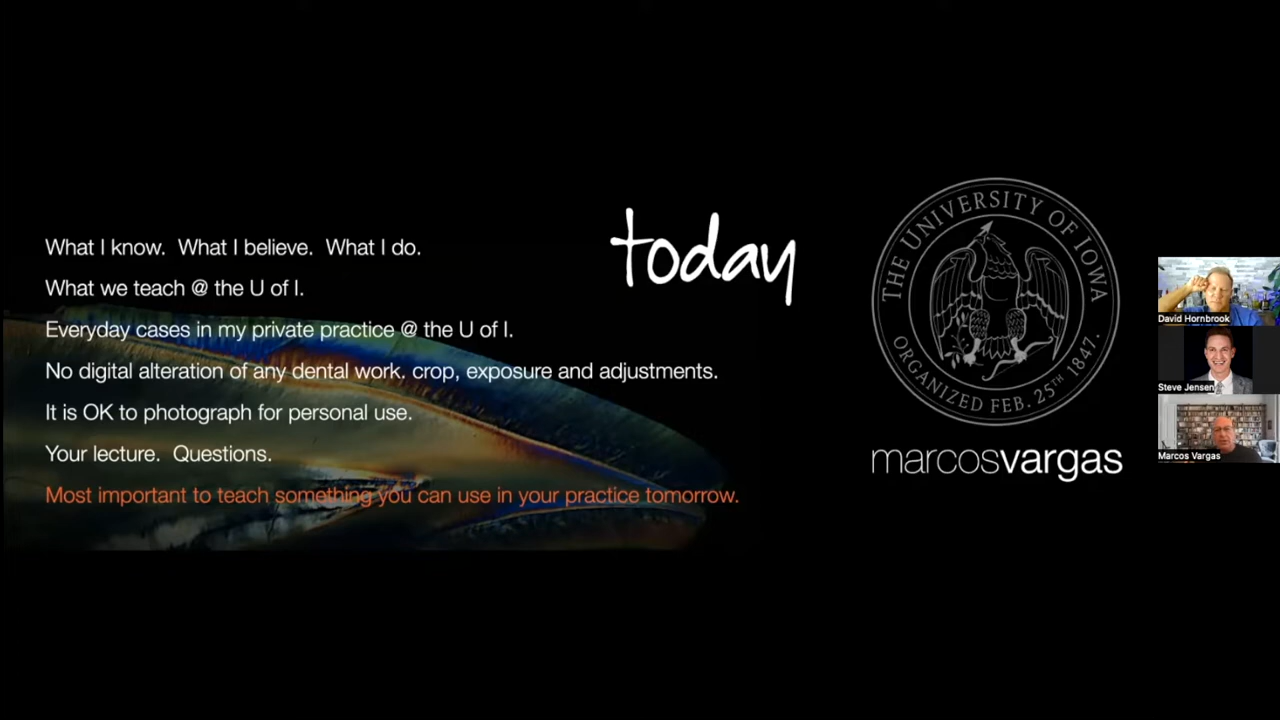 today
What I know. What I believe. What I do.
What we teach @ the U of I.
Everyday cases in my private practice @ the U of I.
No digital alteration of any dental work. crop, exposure and adjustments.
It is OK to photograph for personal use.
Your lecture. Questions.
Most important to teach something you can use in your practice tomorrow.
THE UNIVERSITY OF IOWA
ORGANIZED FEB. 25TH 1847.
marcosvargas
David Hornbrook
Steve Jensen
Marcos Vargas